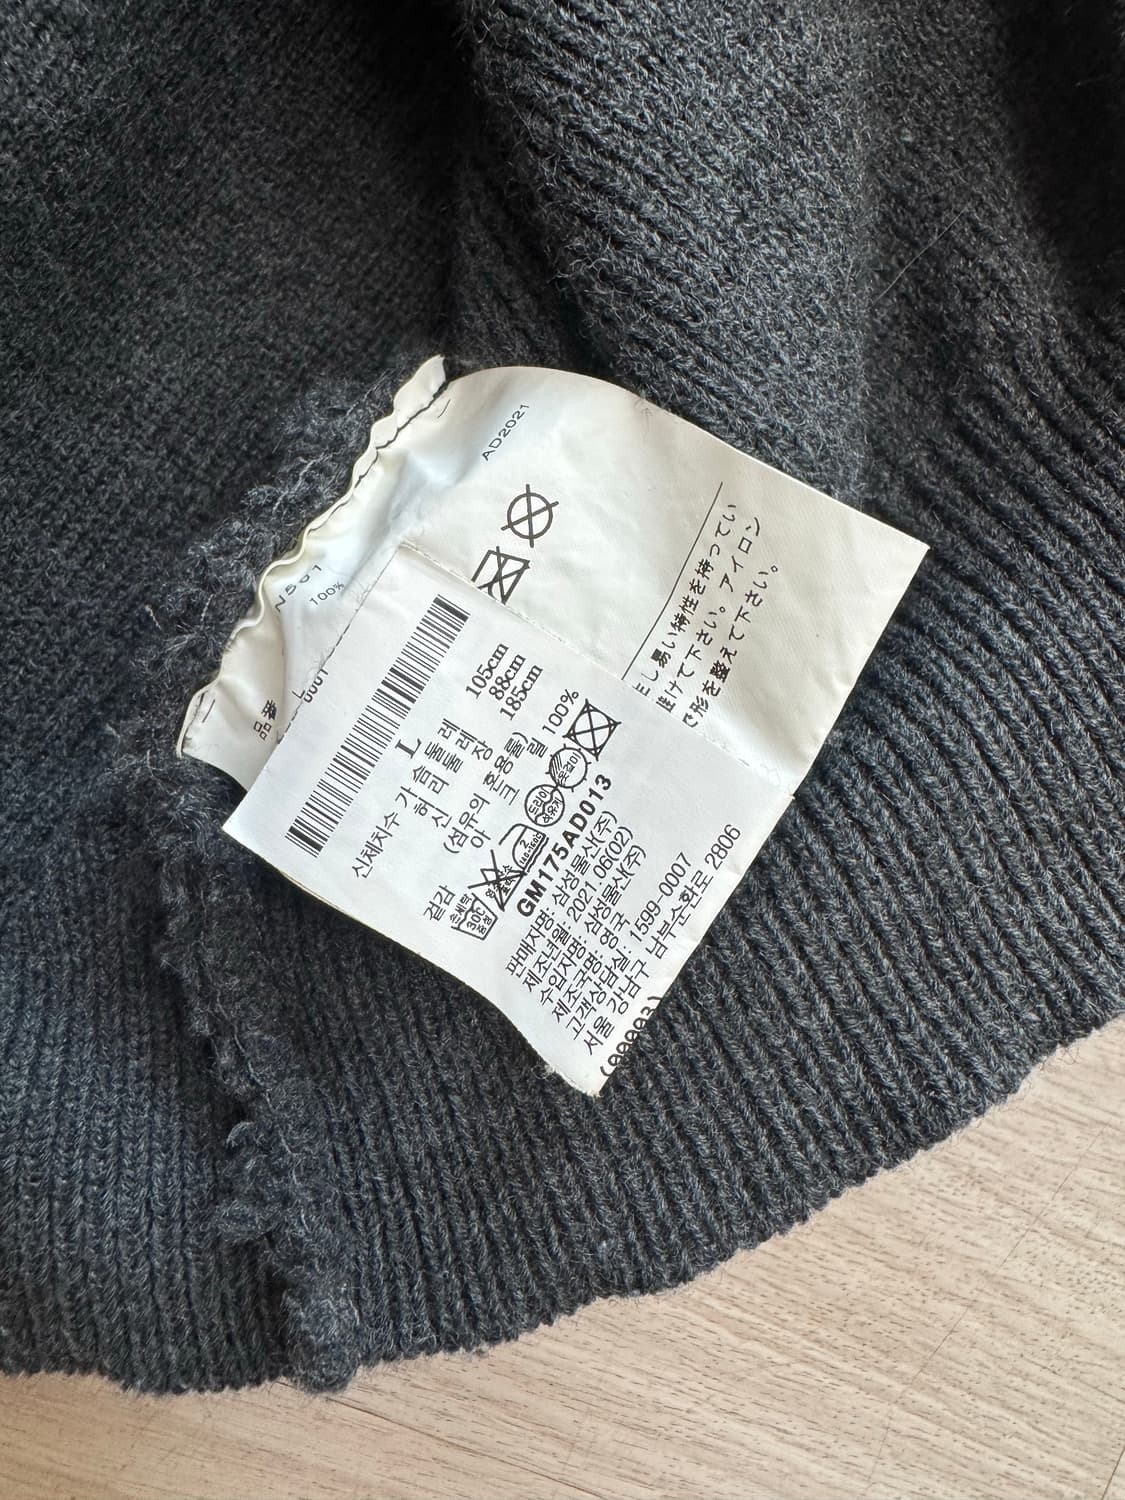 AD2021
100%
品番
し易い特性を持ってい
て下さい。アイロン
で形を整えて下さい。
L
신체치수 가슴둘레 105cm
허리둘레 88cm
신장 185cm
(섬유의 혼용률)
겉감 울 100%
GM175AD013
판매자명: 삼성물산(주)
제조년월: 2021.06(02)
수입자명: 삼성물산(주)
제조국명: 영국
고객상담실: 1599-0007
서울 강남구 남부순환로 2806